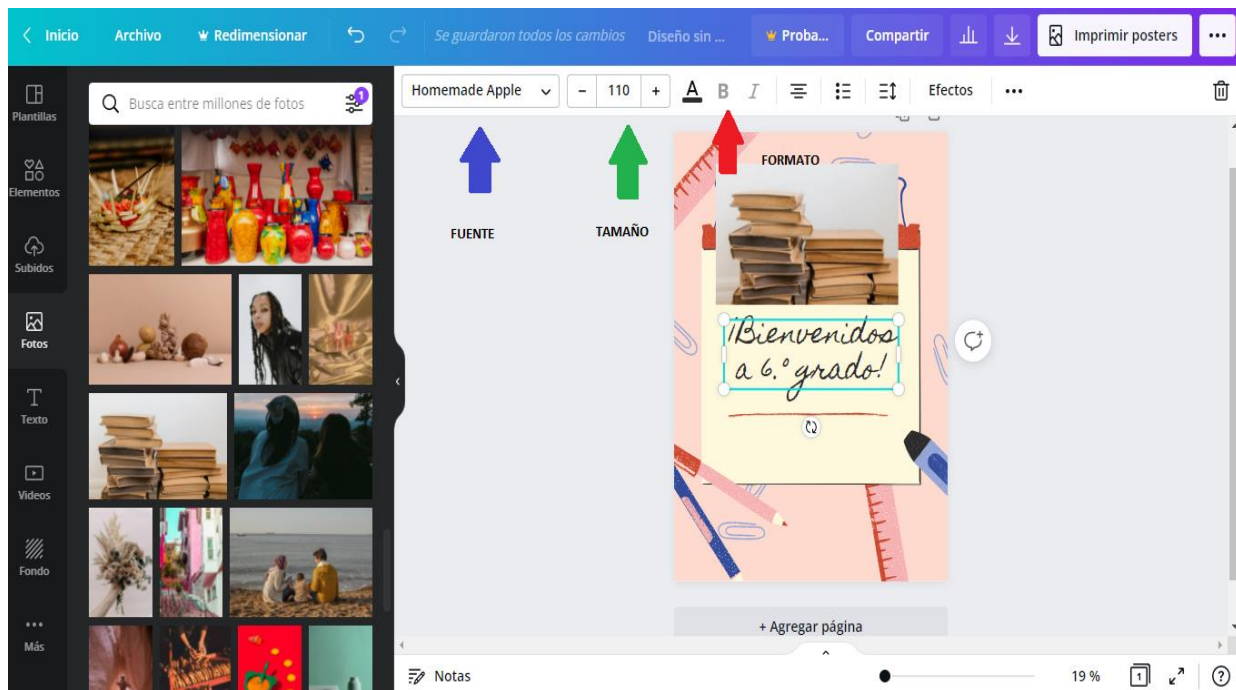 Inicio Archivo Redimensionar Se guardaron todos los cambios Diseño sin ... Proba... Compartir Imprimir posters
Plantillas
Elementos
Subidos
Fotos
Texto
Videos
Fondo
Más
Busca entre millones de fotos
1
Homemade Apple - 110 + A B I Efectos
FUENTE
TAMAÑO
FORMATO
¡Bienvenidos
a 6.° grado!
+ Agregar página
Notas
19 %
1
?